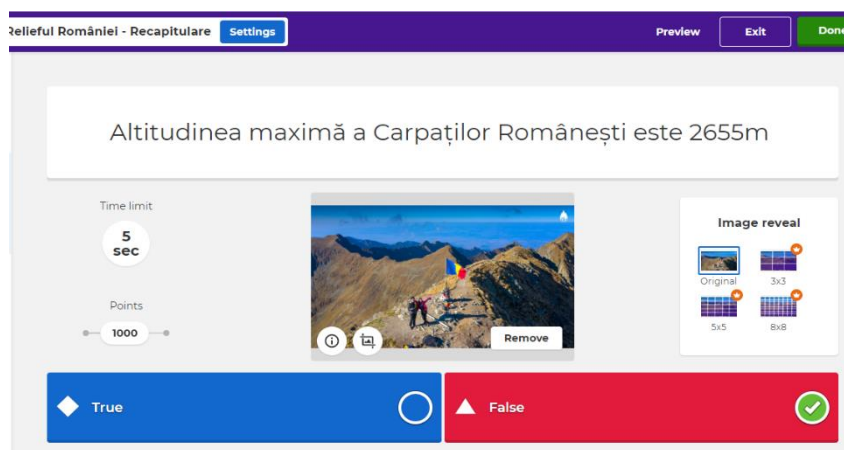 Relieful României - Recapitulare Settings Preview Exit Done
Altitudinea maximă a Carpaților Românești este 2655m
Time limit
5
sec
Points
1000
Remove
Image reveal
Original 3x3
5x5 8x8
True
False